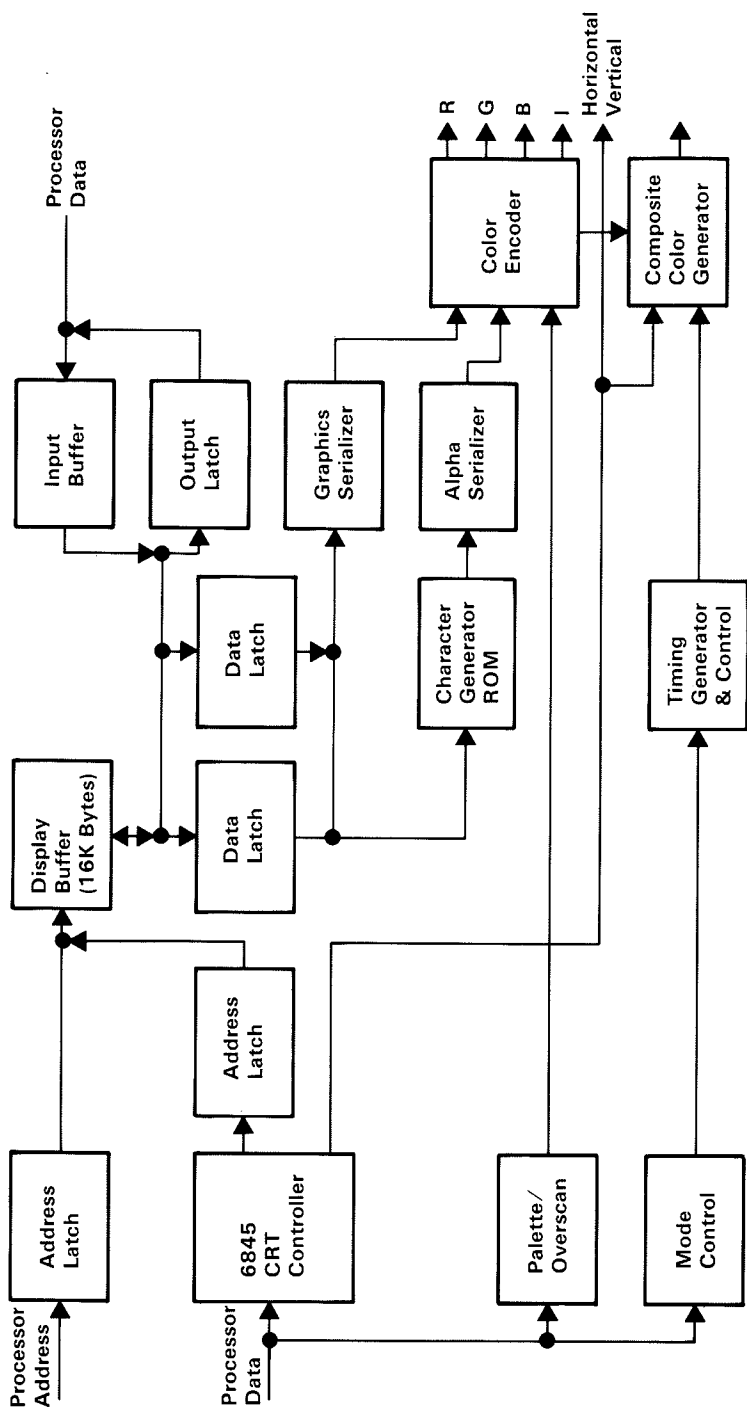 Processor
Address
Address
Latch
Display
Buffer
(16K Bytes)
Input
Buffer
Processor
Data
Output
Latch
Address
Latch
Data
Latch
Data
Latch
Processor
Data
6845
CRT
Controller
Graphics
Serializer
Character
Generator
ROM
Alpha
Serializer
Color
Encoder
R
G
B
I
Horizontal
Vertical
Palette/
Overscan
Mode
Control
Timing
Generator
& Control
Composite
Color
Generator